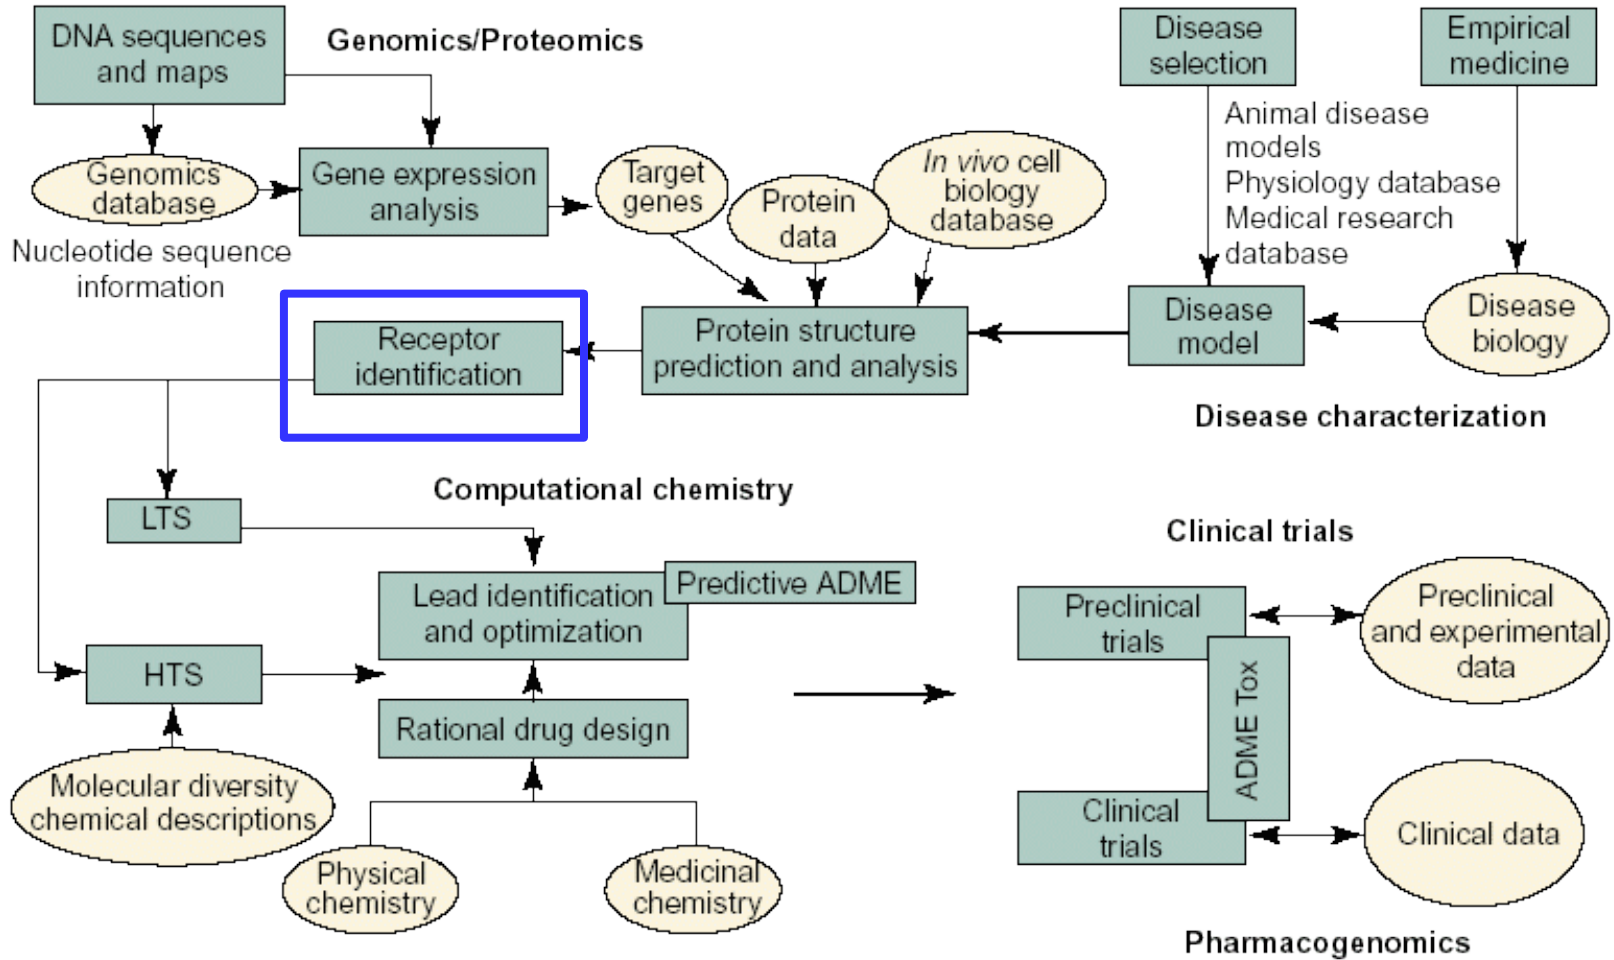 DNA sequences
and maps
Genomics/Proteomics
Disease
selection
Empirical
medicine
Animal disease
models
Physiology database
Medical research
database
Genomics
database
Gene expression
analysis
Target
genes
Protein
data
In vivo cell
biology
database
Nucleotide sequence
information
Receptor
identification
Protein structure
prediction and analysis
Disease
model
Disease
biology
Disease characterization
LTS
Computational chemistry
Clinical trials
Lead identification
and optimization
Predictive ADME
Preclinical
trials
Preclinical
and experimental
data
HTS
Rational drug design
ADME Tox
Molecular diversity
chemical descriptions
Clinical
trials
Clinical data
Physical
chemistry
Medicinal
chemistry
Pharmacogenomics